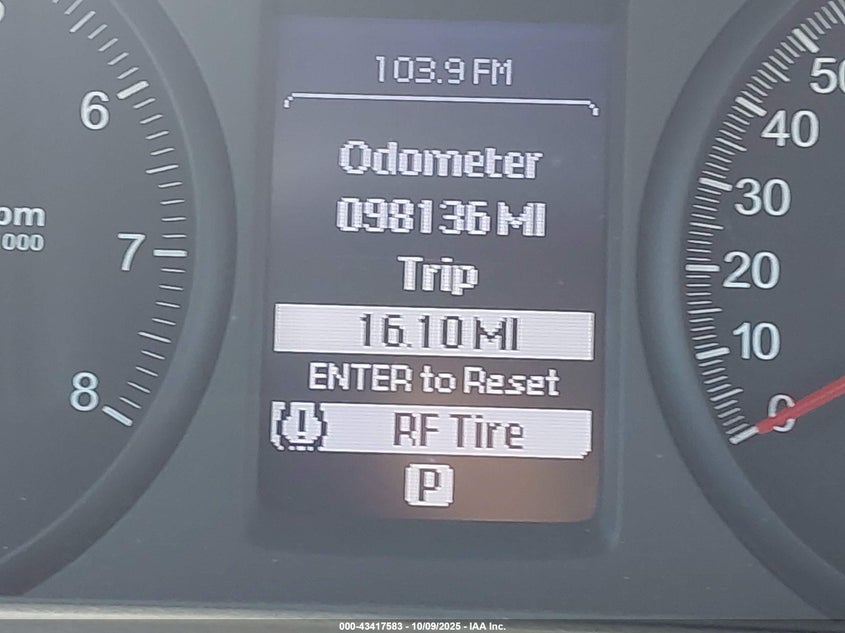 103.9 FM
Odometer
098136 MI
Trip
16.10 MI
ENTER to Reset
RF Tire
P
6
7
8
000
50
40
30
20
10
0
000-43417583 - 10/09/2025 - IAA Inc.